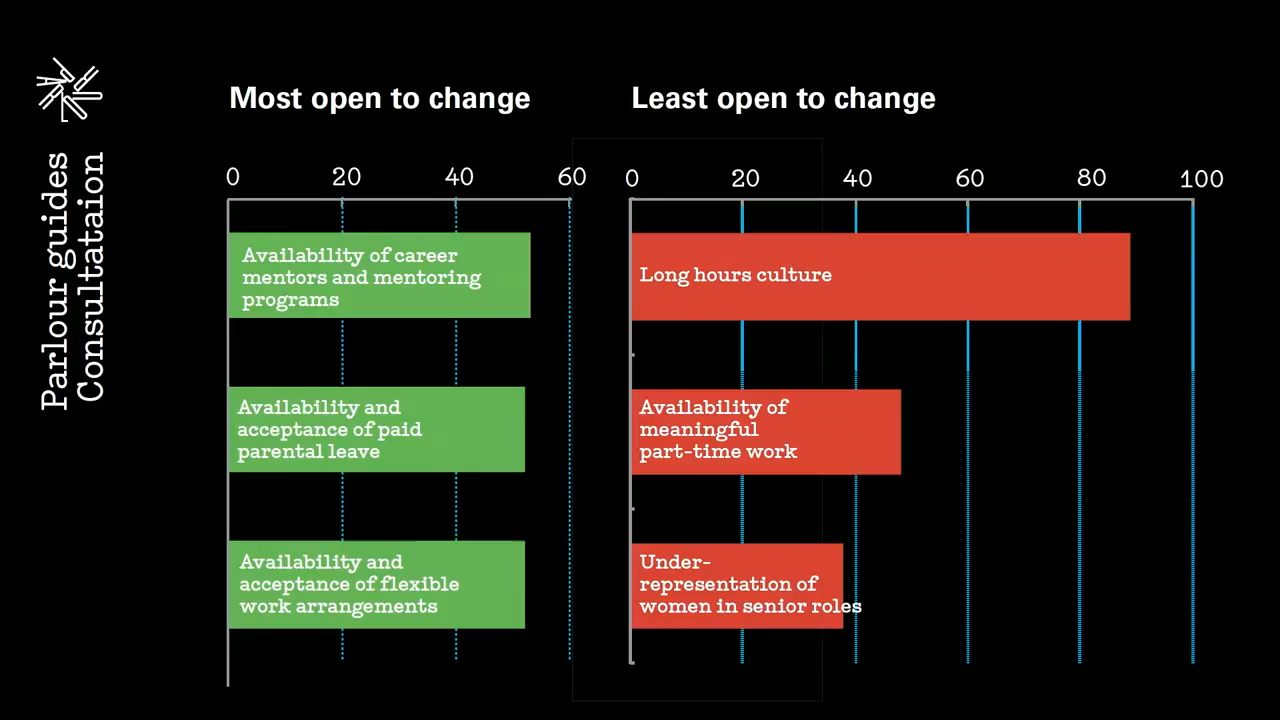 Parlour guides
Consultataion
Most open to change
0 20 40 60
Availability of career
mentors and mentoring
programs
Availability and
acceptance of paid
parental leave
Availability and
acceptance of flexible
work arrangements
Least open to change
0 20 40 60 80 100
Long hours culture
Availability of
meaningful
part-time work
Under-
representation of
women in senior roles